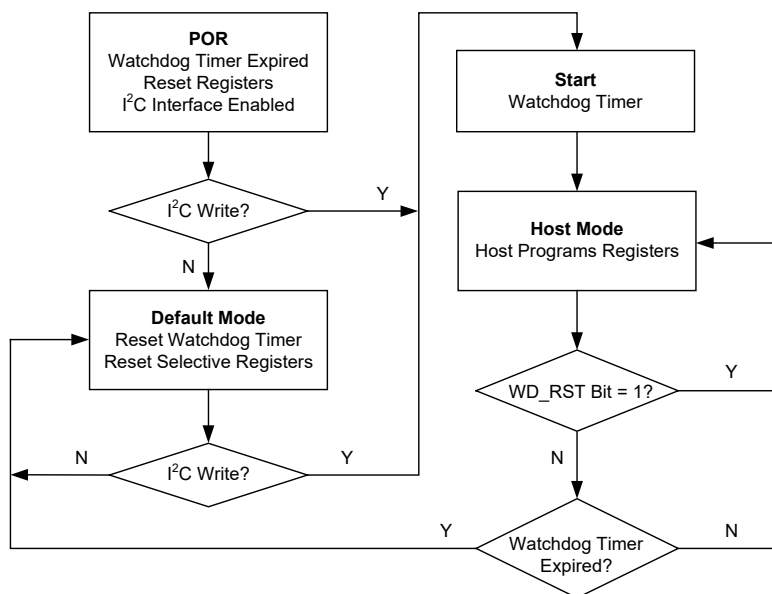 POR
Watchdog Timer Expired
Reset Registers
I²C Interface Enabled
Start
Watchdog Timer
I²C Write?
Y
N
Host Mode
Host Programs Registers
Default Mode
Reset Watchdog Timer
Reset Selective Registers
WD_RST Bit = 1?
Y
N
I²C Write?
N
Y
Y
Watchdog Timer
Expired?
N